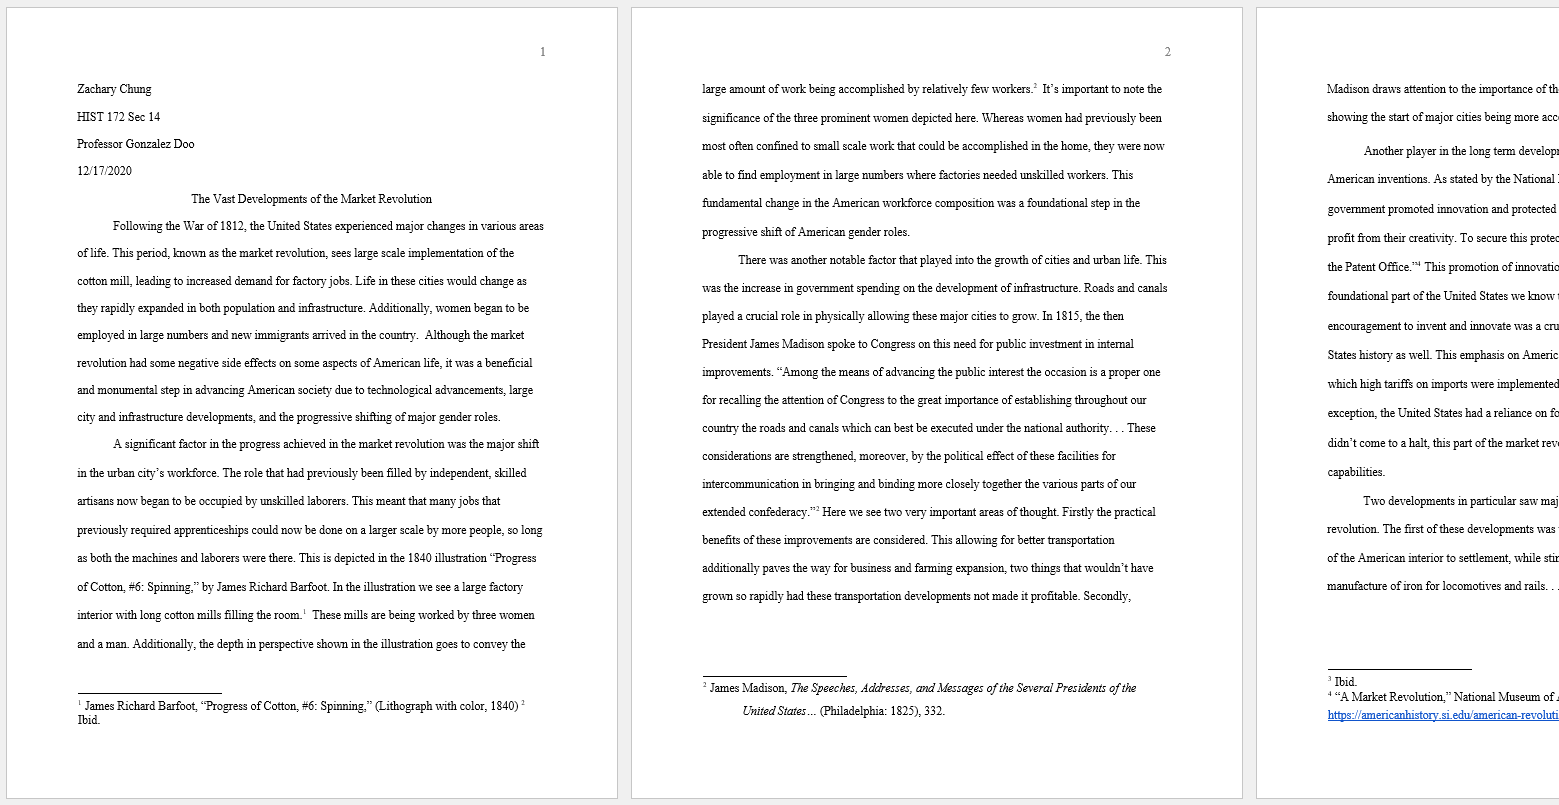 1
Zachary Chung
HIST 172 Sec 14
Professor Gonzalez Doo
12/17/2020
The Vast Developments of the Market Revolution
Following the War of 1812, the United States experienced major changes in various areas
of life. This period, known as the market revolution, sees large scale implementation of the
cotton mill, leading to increased demand for factory jobs. Life in these cities would change as
they rapidly expanded in both population and infrastructure. Additionally, women began to be
employed in large numbers and new immigrants arrived in the country.  Although the market
revolution had some negative side effects on some aspects of American life, it was a beneficial
and monumental step in advancing American society due to technological advancements, large
city and infrastructure developments, and the progressive shifting of major gender roles.
A significant factor in the progress achieved in the market revolution was the major shift
in the urban city’s workforce. The role that had previously been filled by independent, skilled
artisans now began to be occupied by unskilled laborers. This meant that many jobs that
previously required apprenticeships could now be done on a larger scale by more people, so long
as both the machines and laborers were there. This is depicted in the 1840 illustration “Progress
of Cotton, #6: Spinning,” by James Richard Barfoot. In the illustration we see a large factory
interior with long cotton mills filling the room.¹  These mills are being worked by three women
and a man. Additionally, the depth in perspective shown in the illustration goes to convey the
¹ James Richard Barfoot, “Progress of Cotton, #6: Spinning,” (Lithograph with color, 1840) ²
Ibid.
2
large amount of work being accomplished by relatively few workers.²  It’s important to note the
significance of the three prominent women depicted here. Whereas women had previously been
most often confined to small scale work that could be accomplished in the home, they were now
able to find employment in large numbers where factories needed unskilled workers. This
fundamental change in the American workforce composition was a foundational step in the
progressive shift of American gender roles.
There was another notable factor that played into the growth of cities and urban life. This
was the increase in government spending on the development of infrastructure. Roads and canals
played a crucial role in physically allowing these major cities to grow. In 1815, the then
President James Madison spoke to Congress on this need for public investment in internal
improvements. “Among the means of advancing the public interest the occasion is a proper one
for recalling the attention of Congress to the great importance of establishing throughout our
country the roads and canals which can best be executed under the national authority. . . These
considerations are strengthened, moreover, by the political effect of these facilities for
intercommunication in bringing and binding more closely together the various parts of our
extended confederacy.”² Here we see two very important areas of thought. Firstly the practical
benefits of these improvements are considered. This allowing for better transportation
additionally paves the way for business and farming expansion, two things that wouldn’t have
grown so rapidly had these transportation developments not made it profitable. Secondly,
² James Madison, The Speeches, Addresses, and Messages of the Several Presidents of the
United States… (Philadelphia: 1825), 332.
Madison draws attention to the importance of
showing the start of major cities being more
Another player in the long term
American inventions. As stated by the National
government promoted innovation and protected
profit from their creativity. To secure this
the Patent Office.”⁴ This promotion of
foundational part of the United States we know
encouragement to invent and innovate was a
States history as well. This emphasis on
which high tariffs on imports were implemented
exception, the United States had a reliance on
didn’t come to a halt, this part of the market
capabilities.
Two developments in particular saw
revolution. The first of these developments was
of the American interior to settlement, while
manufacture of iron for locomotives and rails. . .
³ Ibid.
⁴ “A Market Revolution,” National Museum of
https://americanhistory.si.edu/american-revoluti